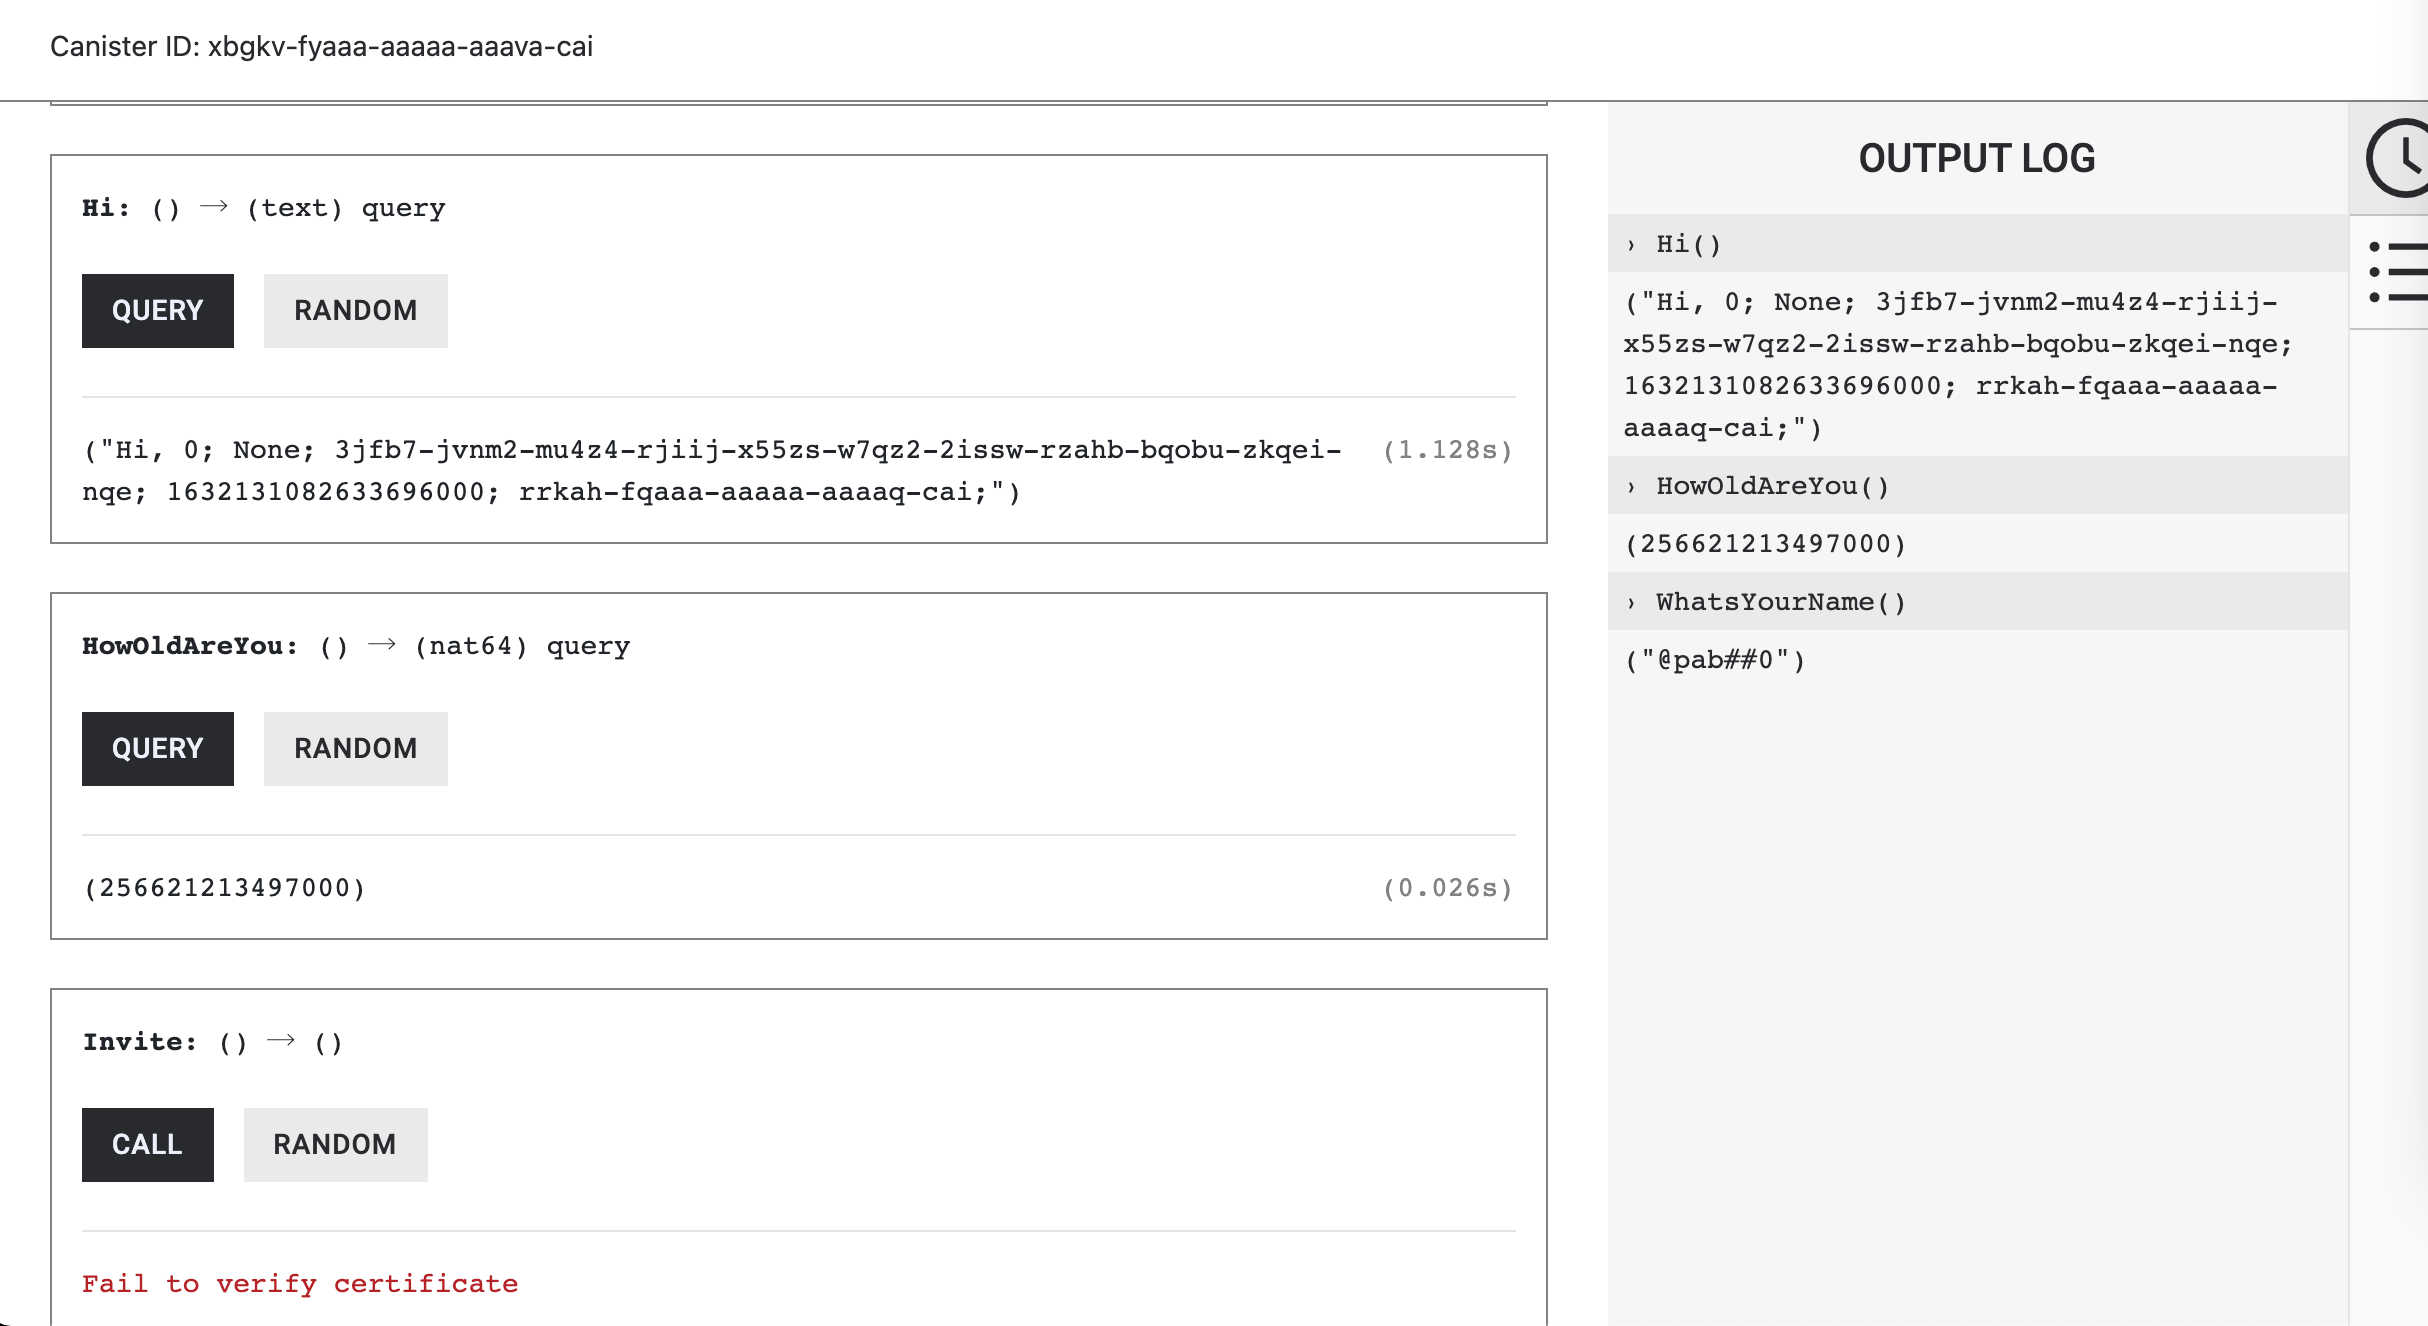 Canister ID: xbgkv-fyaaa-aaaaa-aaava-cai
Hi: () → (text) query
QUERY
RANDOM
("Hi, 0; None; 3jfb7-jvnm2-mu4z4-rjiij-x55zs-w7qz2-2issw-rzahb-bqobu-zkqei-
nqe; 1632131082633696000; rrkah-fqaaa-aaaaa-aaaaq-cai;")
(1.128s)
HowOldAreYou: () → (nat64) query
QUERY
RANDOM
(256621213497000)
(0.026s)
Invite: () → ()
CALL
RANDOM
Fail to verify certificate
OUTPUT LOG
› Hi()
("Hi, 0; None; 3jfb7-jvnm2-mu4z4-rjiij-
x55zs-w7qz2-2issw-rzahb-bqobu-zkqei-nqe;
1632131082633696000; rrkah-fqaaa-aaaaa-
aaaaq-cai;")
› HowOldAreYou()
(256621213497000)
› WhatsYourName()
("@pab##0")